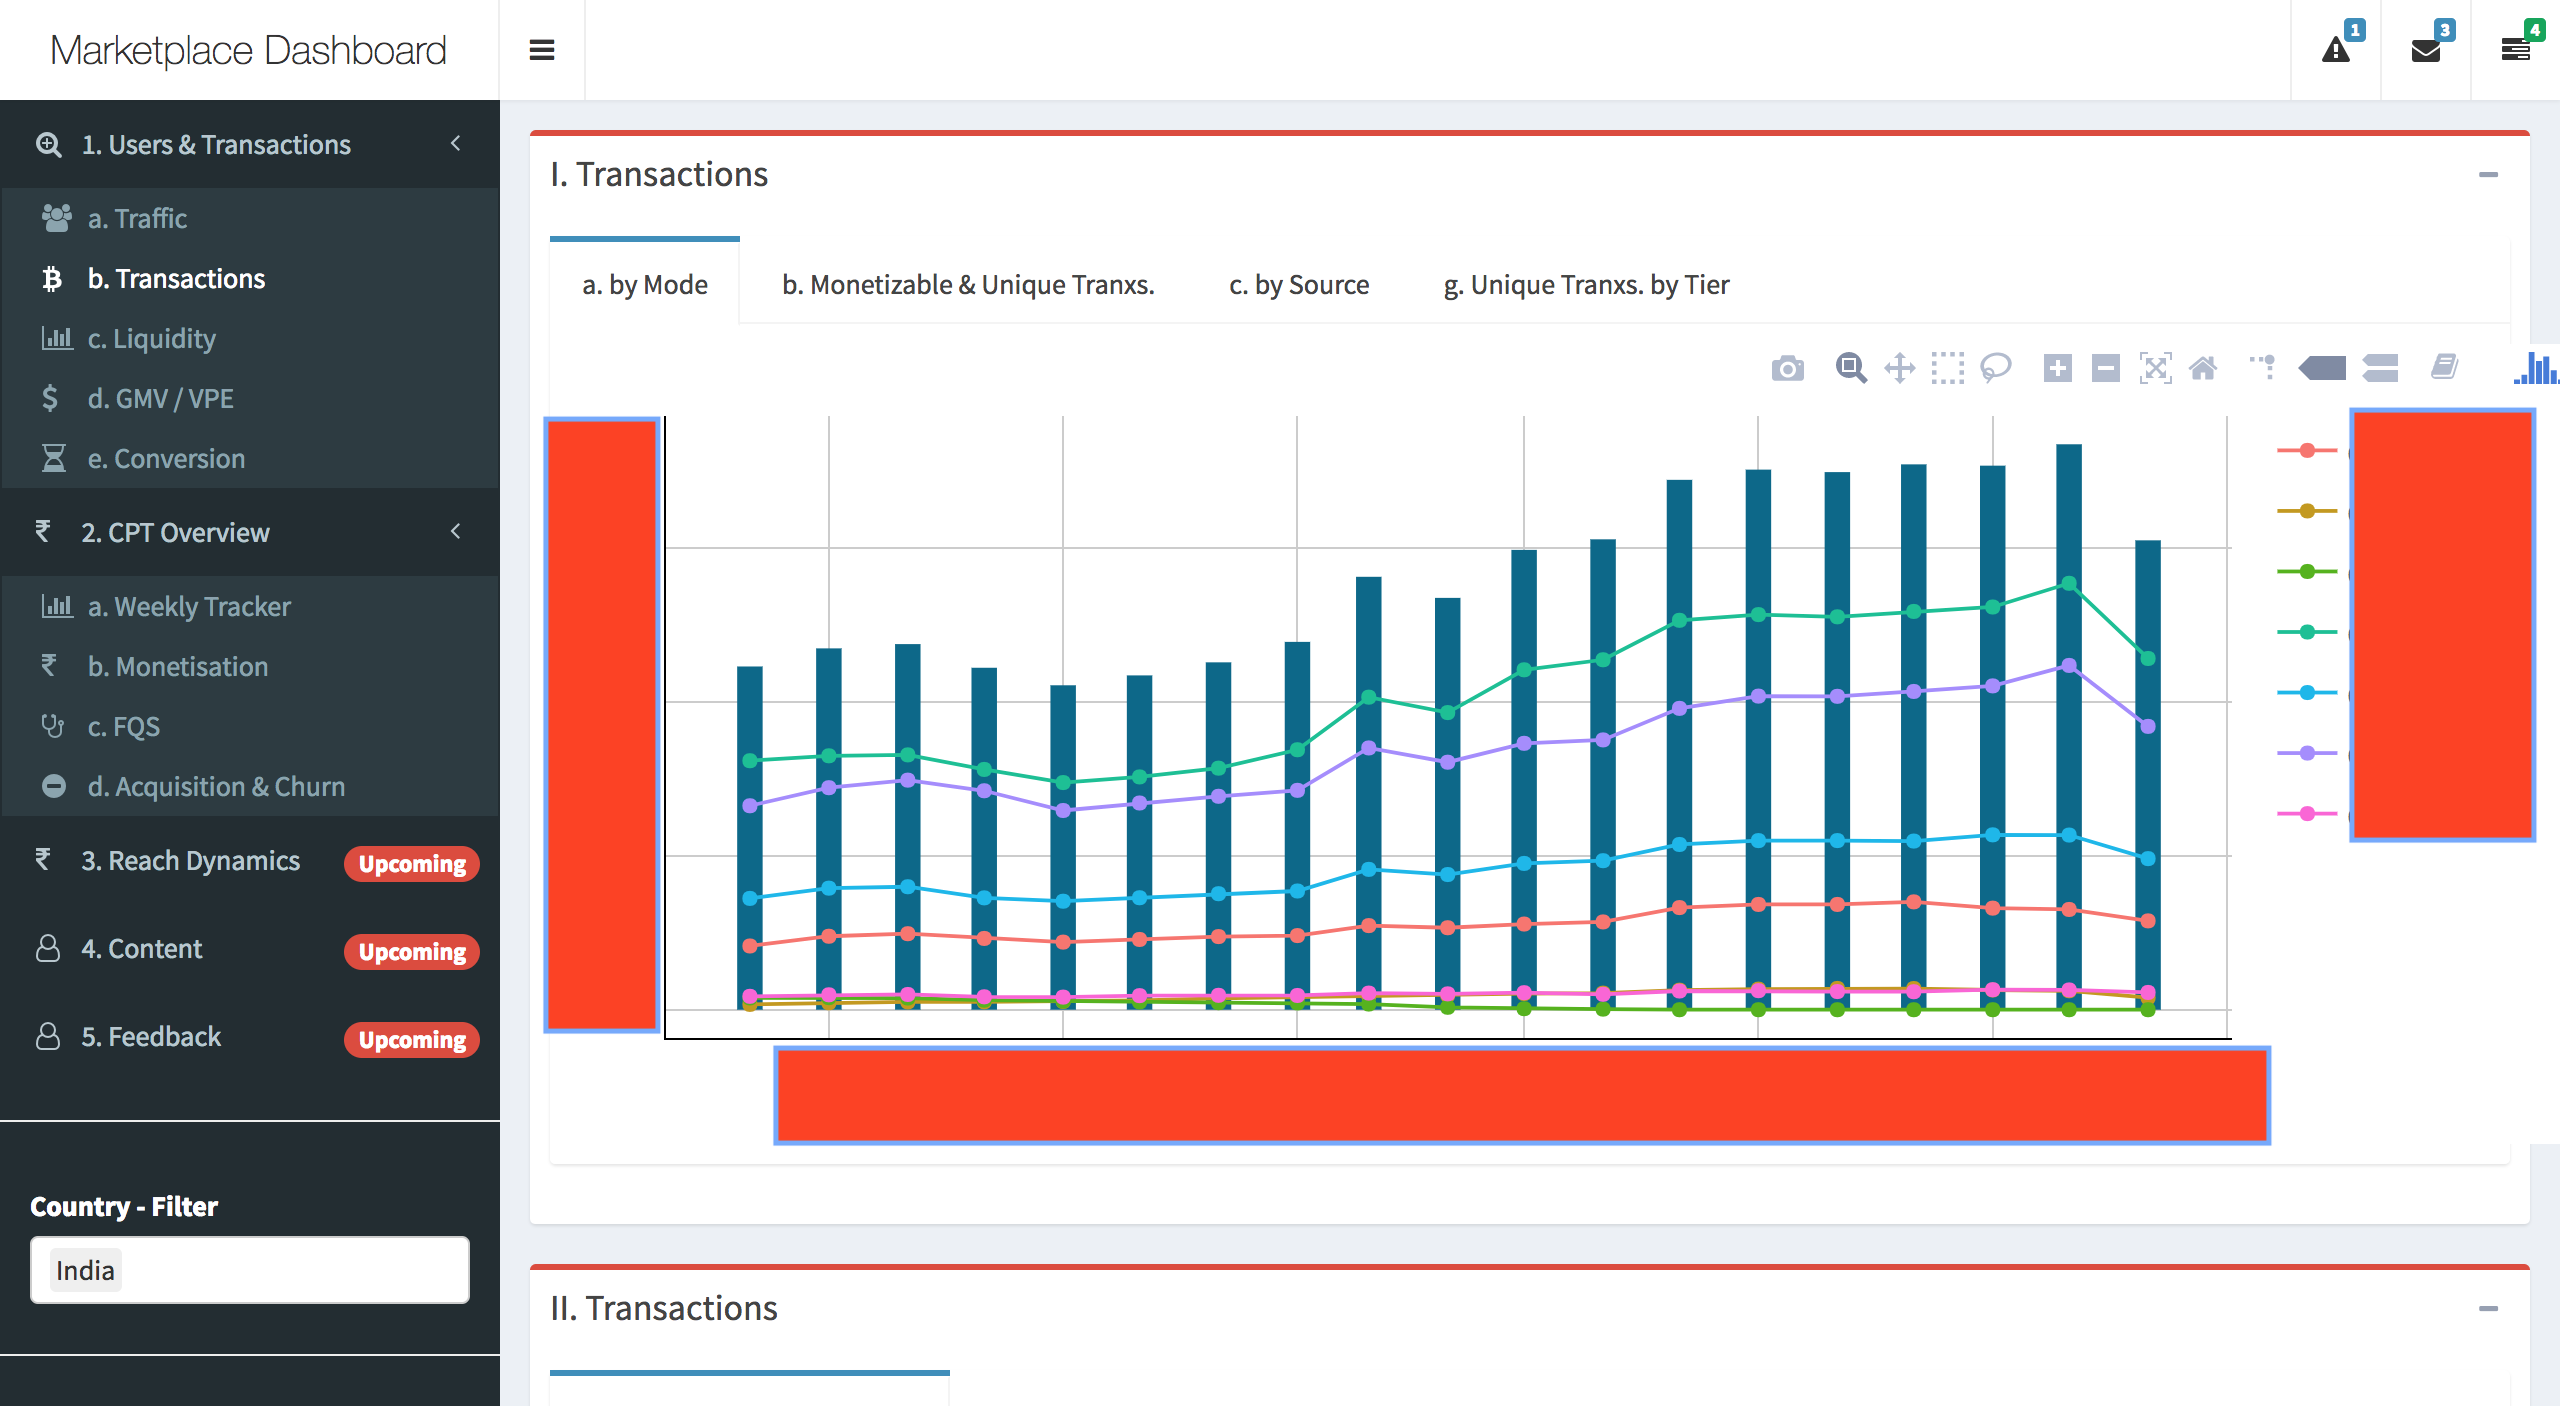 Marketplace Dashboard
1
3
4
1. Users & Transactions
a. Traffic
b. Transactions
c. Liquidity
d. GMV / VPE
e. Conversion
2. CPT Overview
a. Weekly Tracker
b. Monetisation
c. FQS
d. Acquisition & Churn
3. Reach Dynamics Upcoming
4. Content Upcoming
5. Feedback Upcoming
Country - Filter
India
I. Transactions
a. by Mode b. Monetizable & Unique Tranxs. c. by Source g. Unique Tranxs. by Tier
II. Transactions